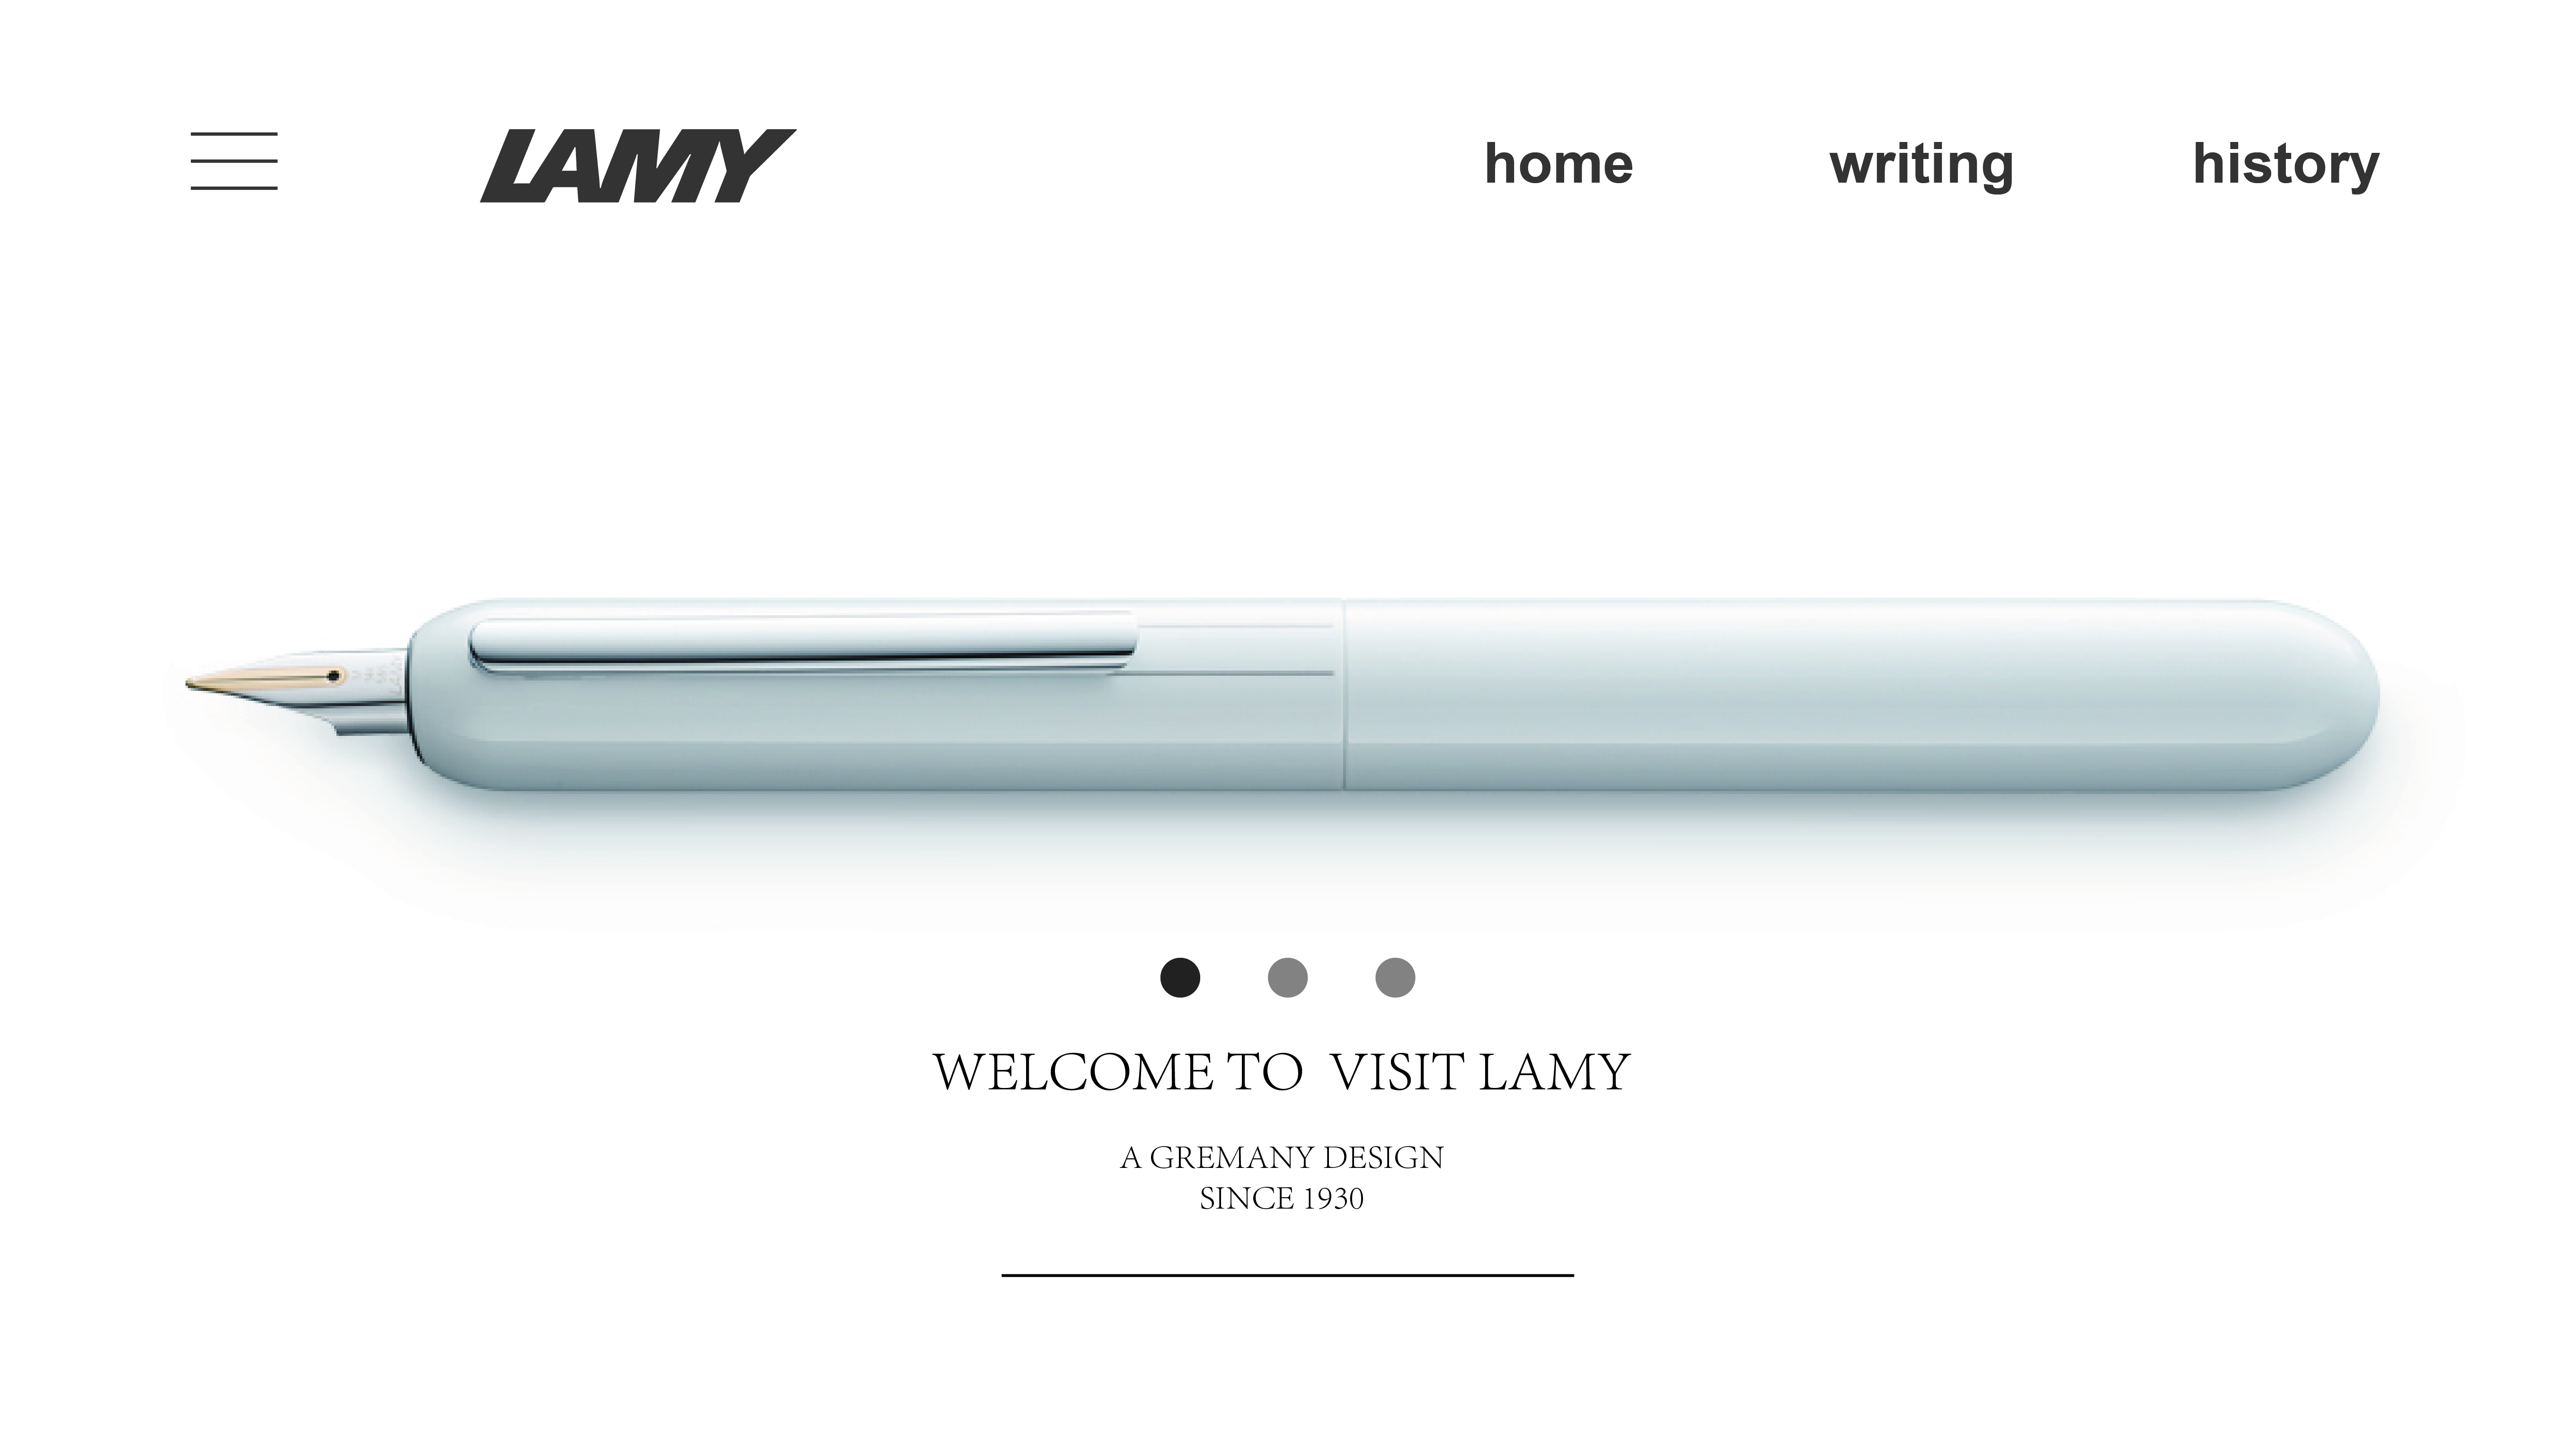 LAMY
home writing history
WELCOME TO VISIT LAMY
A GREMANY DESIGN
SINCE 1930